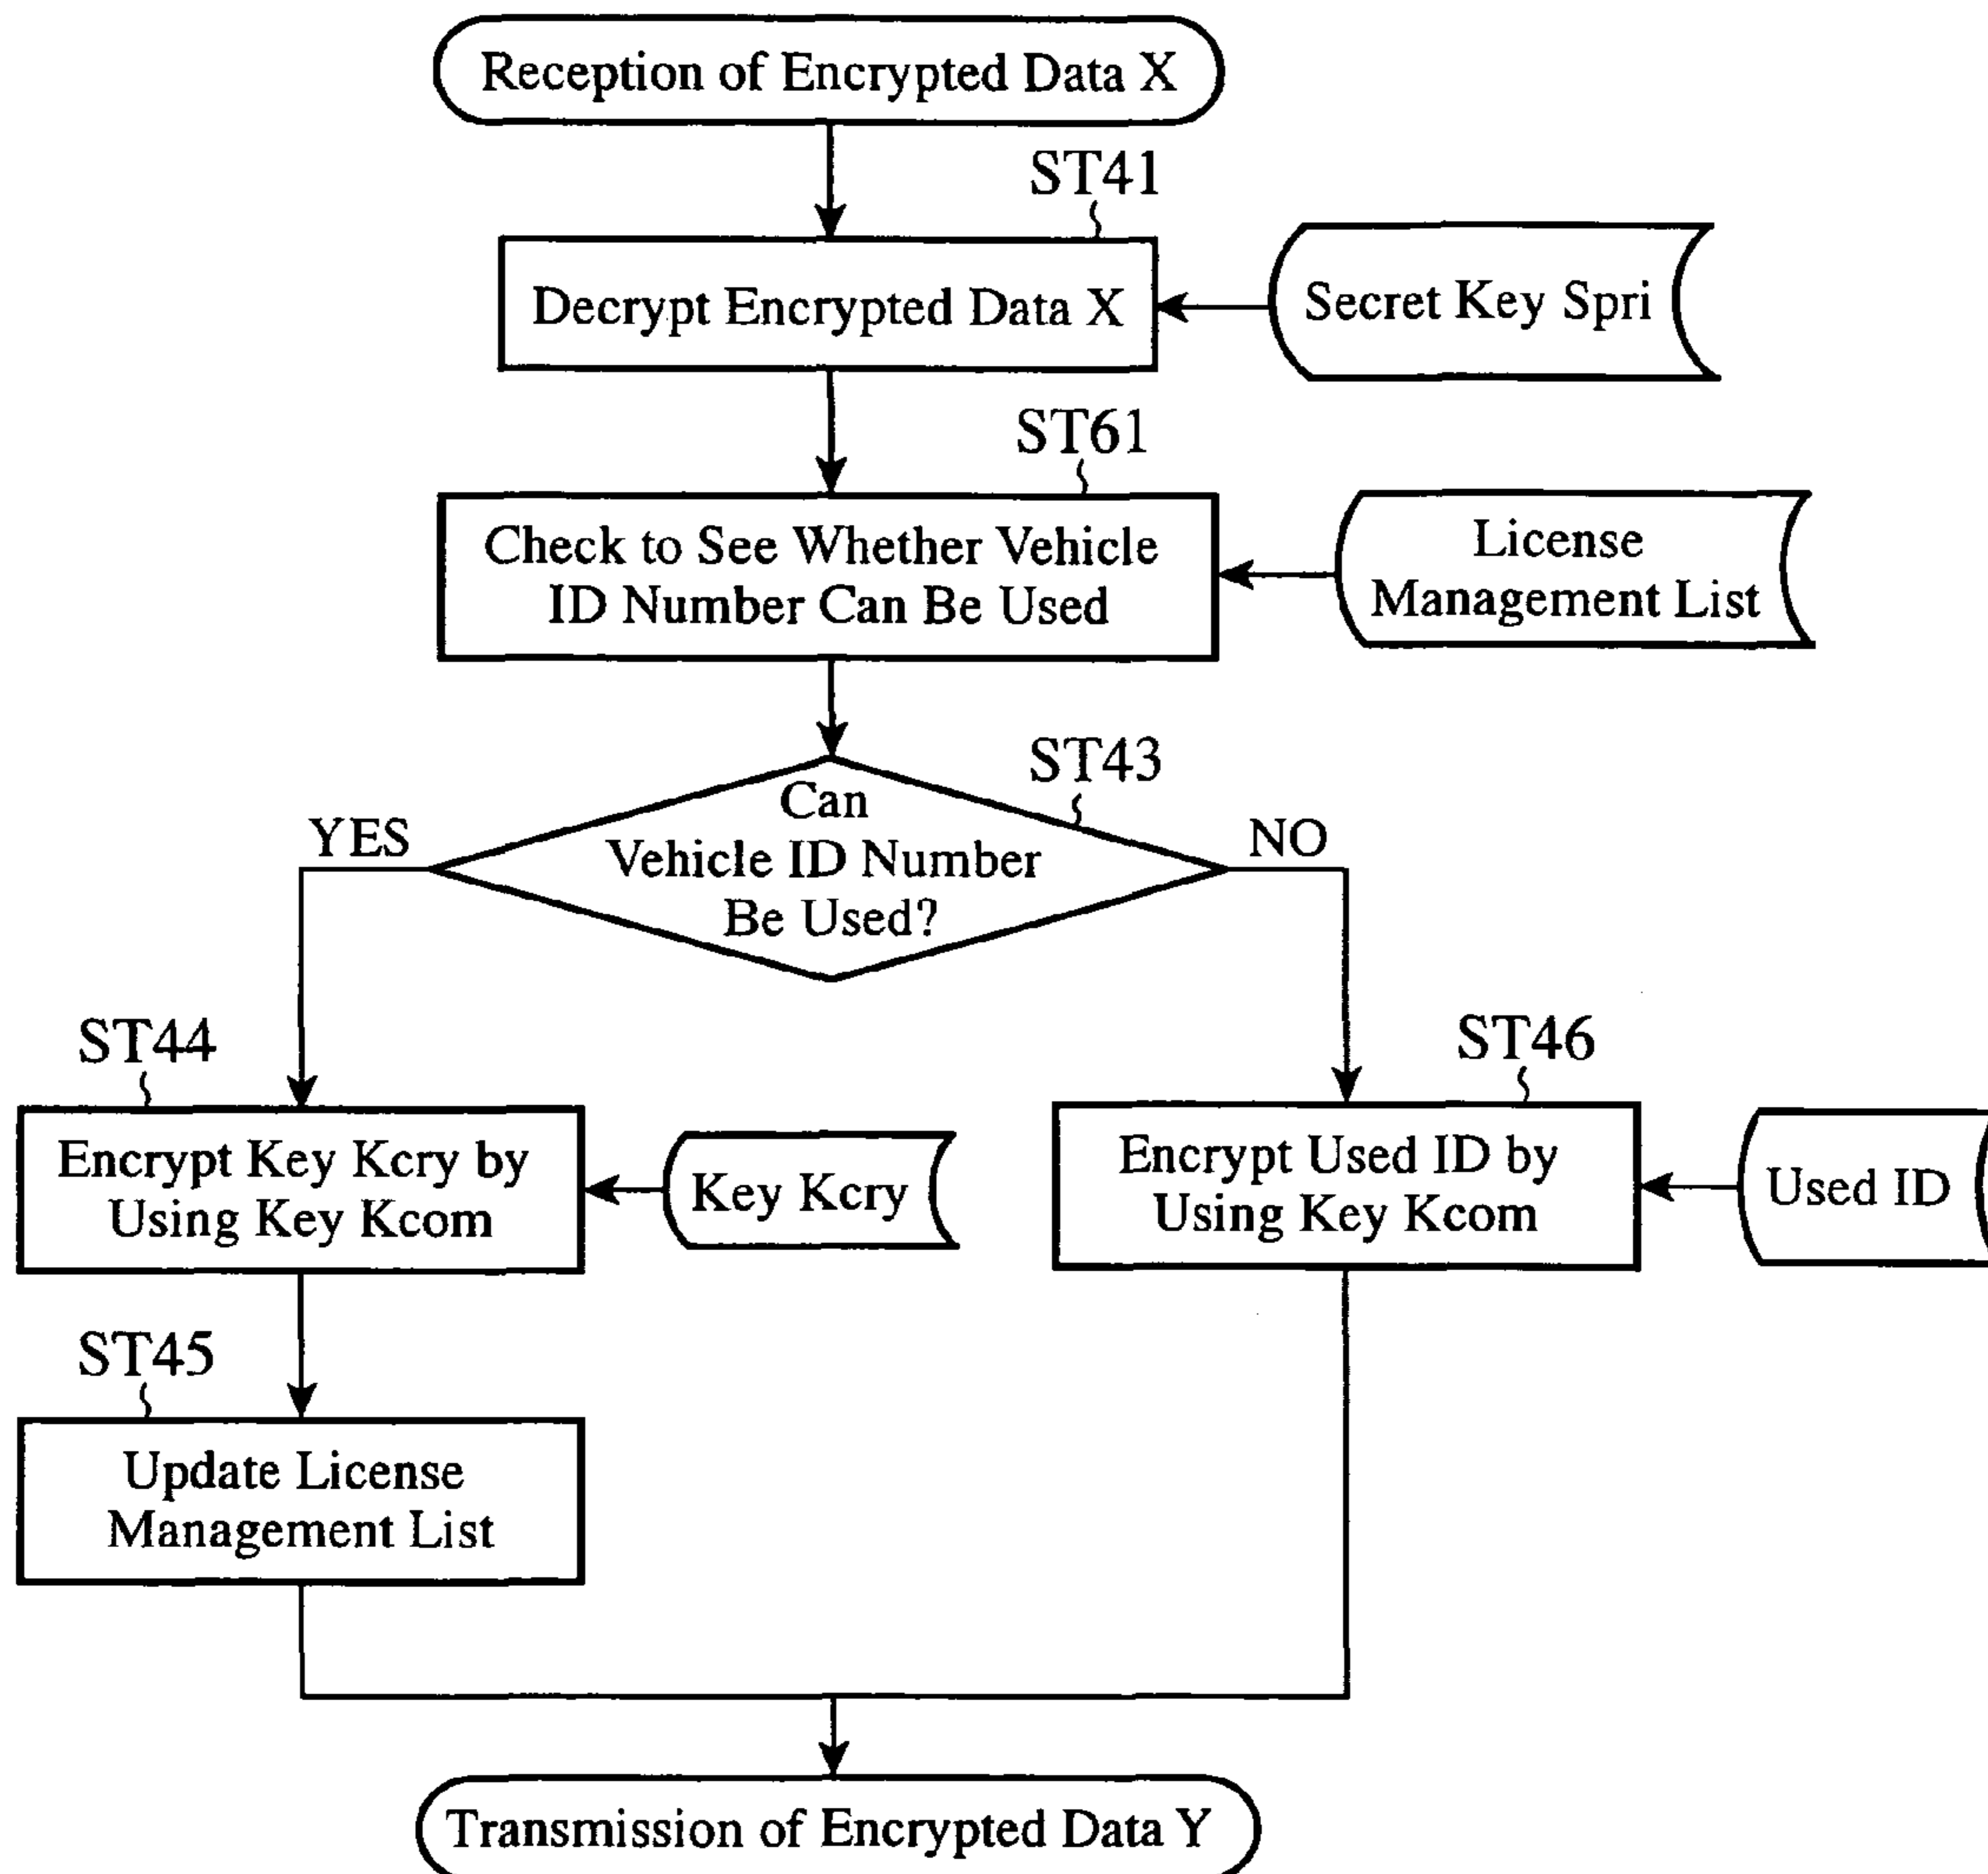 Reception of Encrypted Data X
ST41
Decrypt Encrypted Data X
Secret Key Spri
ST61
Check to See Whether Vehicle
ID Number Can Be Used
License
Management List
ST43
Can
Vehicle ID Number
Be Used?
YES
NO
ST44
Encrypt Key Kcry by
Using Key Kcom
Key Kcry
ST46
Encrypt Used ID by
Using Key Kcom
Used ID
ST45
Update License
Management List
Transmission of Encrypted Data Y